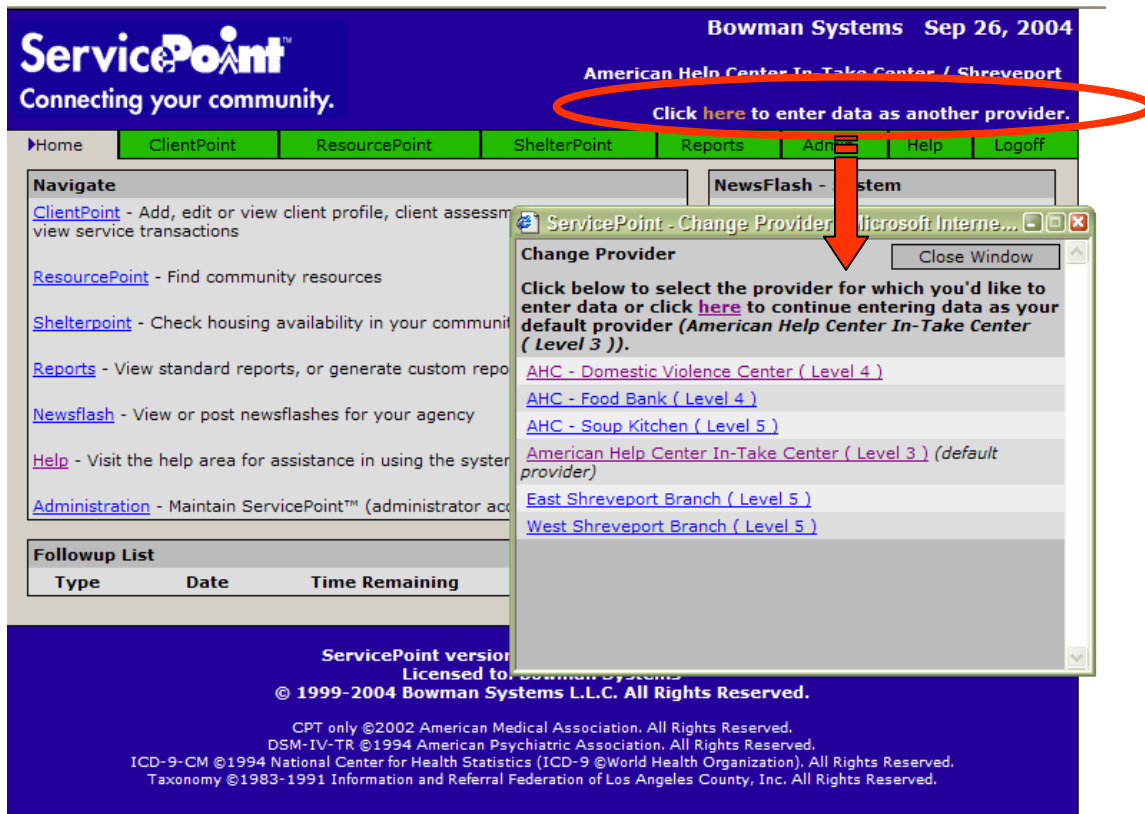 Bowman Systems Sep 26, 2004
ServicePoint™
Connecting your community.
American Help Center In-Take Center / Shreveport
Click here to enter data as another provider.
Home ClientPoint ResourcePoint ShelterPoint Reports Admin Help Logoff
Navigate
ClientPoint - Add, edit or view client profile, client assessm
view service transactions
ResourcePoint - Find community resources
Shelterpoint - Check housing availability in your communit
Reports - View standard reports, or generate custom repo
Newsflash - View or post newsflashes for your agency
Help - Visit the help area for assistance in using the syster
Administration - Maintain ServicePoint™ (administrator acc
NewsFlash - System
ServicePoint - Change Provider - Microsoft Interne...
Change Provider
Close Window
Click below to select the provider for which you'd like to
enter data or click here to continue entering data as your
default provider (American Help Center In-Take Center
( Level 3 )).
AHC - Domestic Violence Center ( Level 4 )
AHC - Food Bank ( Level 4 )
AHC - Soup Kitchen ( Level 5 )
American Help Center In-Take Center ( Level 3 ) (default
provider)
East Shreveport Branch ( Level 5 )
West Shreveport Branch ( Level 5 )
Followup List
Type Date Time Remaining
ServicePoint version
Licensed to: Bowman Systems
© 1999-2004 Bowman Systems L.L.C. All Rights Reserved.
CPT only ©2002 American Medical Association. All Rights Reserved.
DSM-IV-TR ©1994 American Psychiatric Association. All Rights Reserved.
ICD-9-CM ©1994 National Center for Health Statistics (ICD-9 ©World Health Organization). All Rights Reserved.
Taxonomy ©1983-1991 Information and Referral Federation of Los Angeles County, Inc. All Rights Reserved.